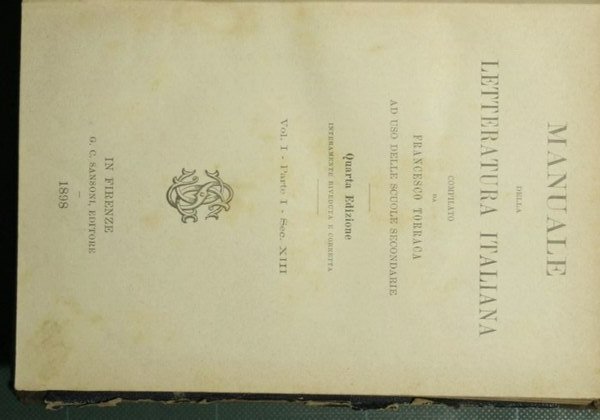 MANUALE
DELLA
LETTERATURA ITALIANA
COMPILATO
DA
FRANCESCO TORRACA
AD USO DELLE SCUOLE SECONDARIE
Quarta Edizione
INTERAMENTE RIVEDUTA E CORRETTA
Vol. I - Parte I - Sec. XIII
IN FIRENZE
G. C. SANSONI, EDITORE
1898